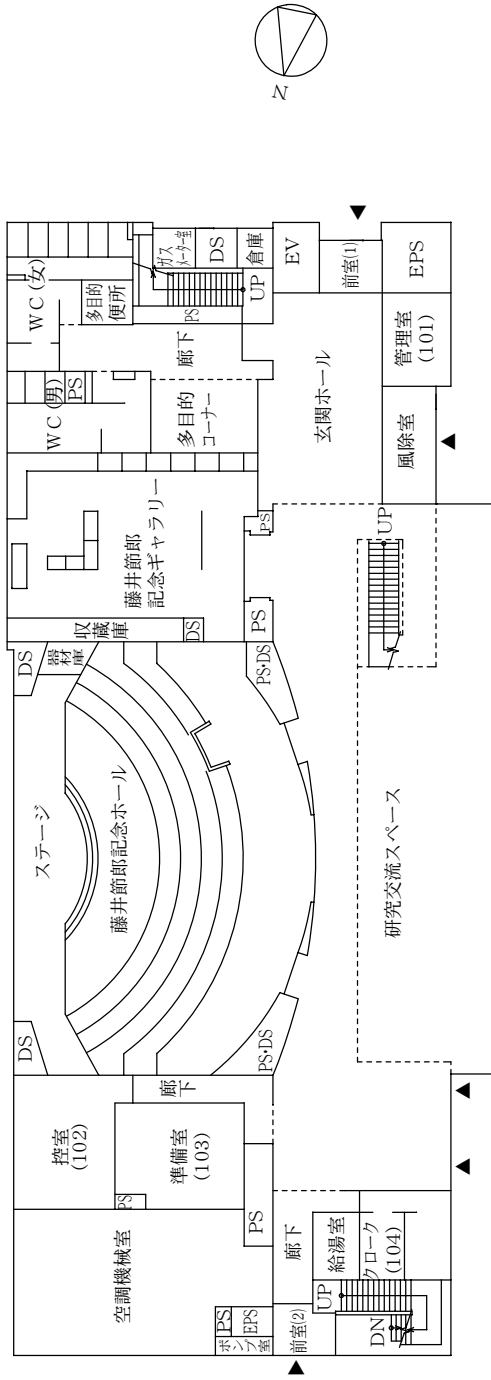 N
WC(女)
多目的
便所
ガス
メーター室
DS
倉庫
EV
前室(1)
EPS
UP
PS
廊下
WC(男)
PS
多目的
コーナー
玄関ホール
管理室
(101)
風除室
藤井節郎
記念ギャラリー
PS
UP
収蔵庫
DS
PS
DS
器材庫
PS・DS
ステージ
藤井節郎記念ホール
研究交流スペース
DS
PS・DS
控室
(102)
廊下
準備室
(103)
PS
空調機械室
PS
廊下
給湯室
クローク
(104)
PS
EPS
ポンプ室
前室(2)
UP
DN